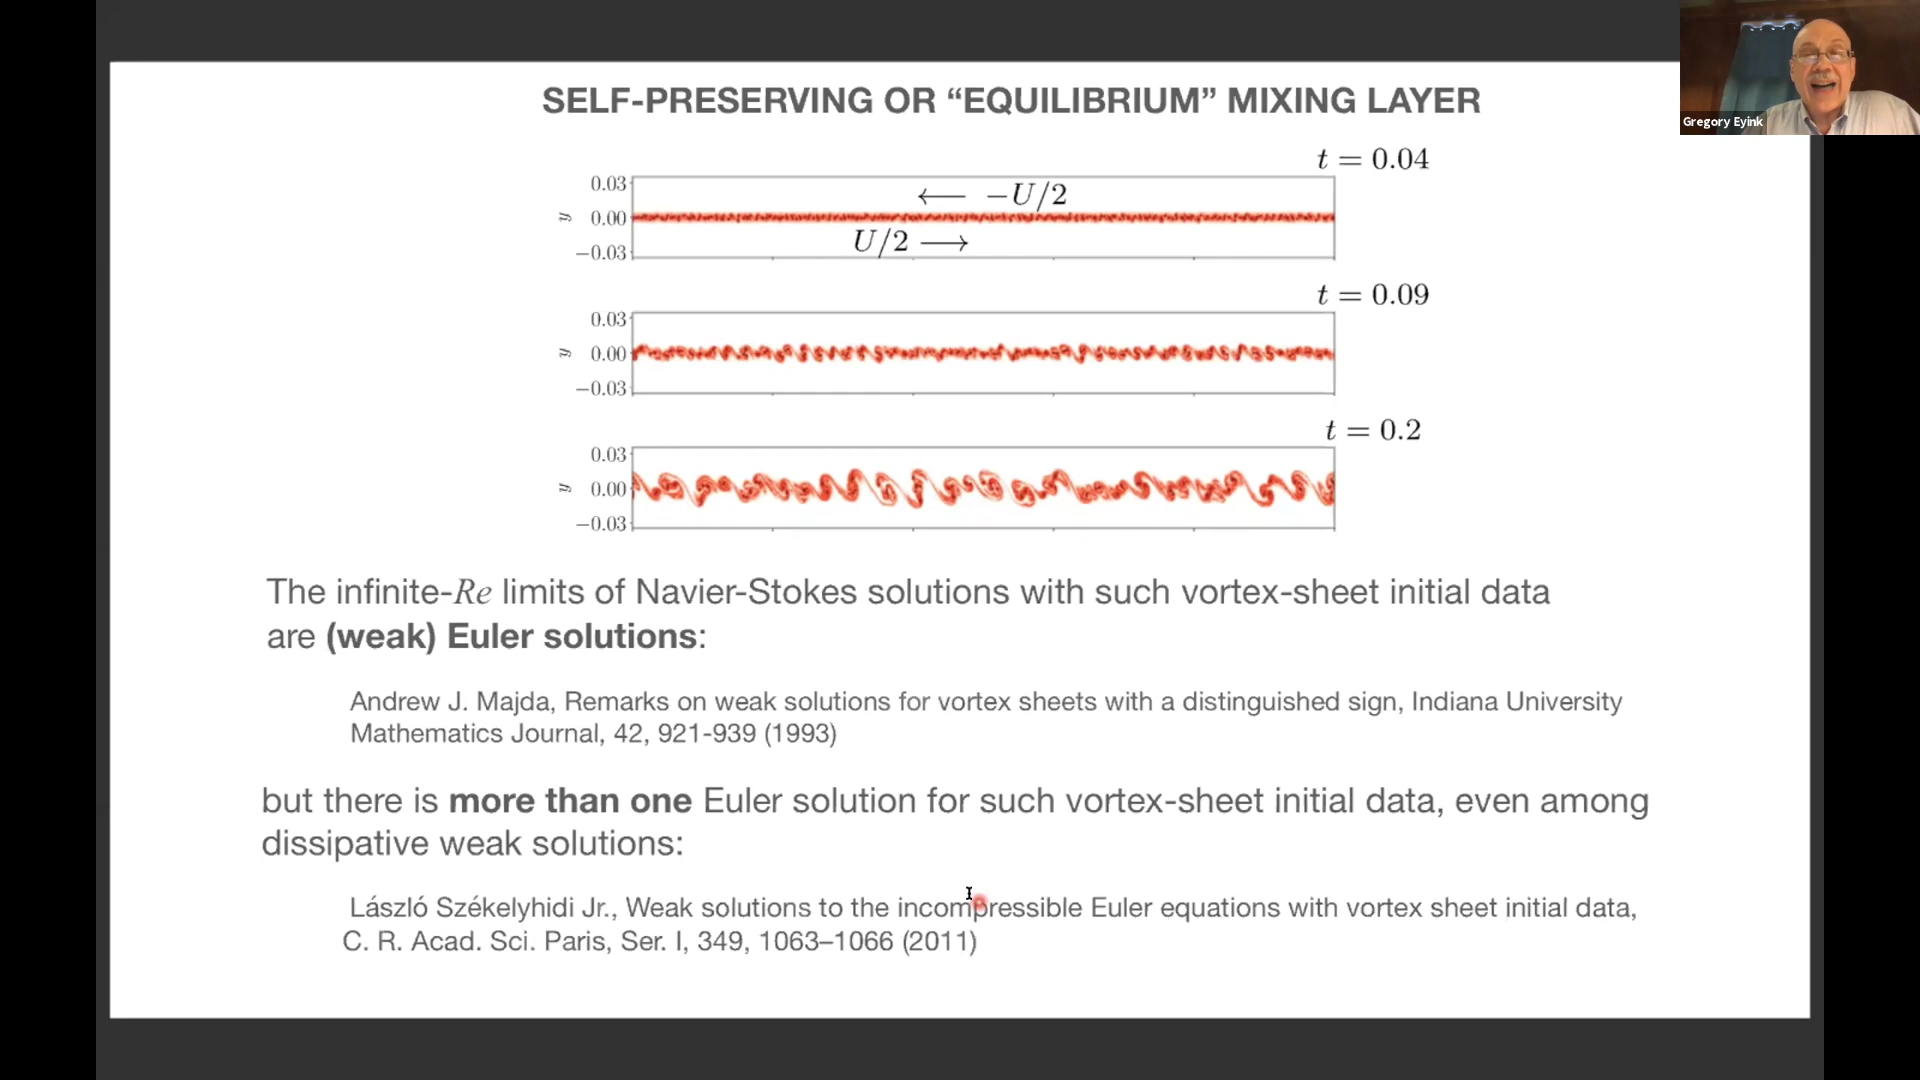 SELF-PRESERVING OR “EQUILIBRIUM” MIXING LAYER
Gregory Eyink
t = 0.04
0.03
y 0.00
−0.03
⟵ −U/2
U/2 ⟶
t = 0.09
0.03
y 0.00
−0.03
t = 0.2
0.03
y 0.00
−0.03
The infinite-Re limits of Navier-Stokes solutions with such vortex-sheet initial data
are (weak) Euler solutions:
Andrew J. Majda, Remarks on weak solutions for vortex sheets with a distinguished sign, Indiana University
Mathematics Journal, 42, 921-939 (1993)
but there is more than one Euler solution for such vortex-sheet initial data, even among
dissipative weak solutions:
László Székelyhidi Jr., Weak solutions to the incompressible Euler equations with vortex sheet initial data,
C. R. Acad. Sci. Paris, Ser. I, 349, 1063–1066 (2011)